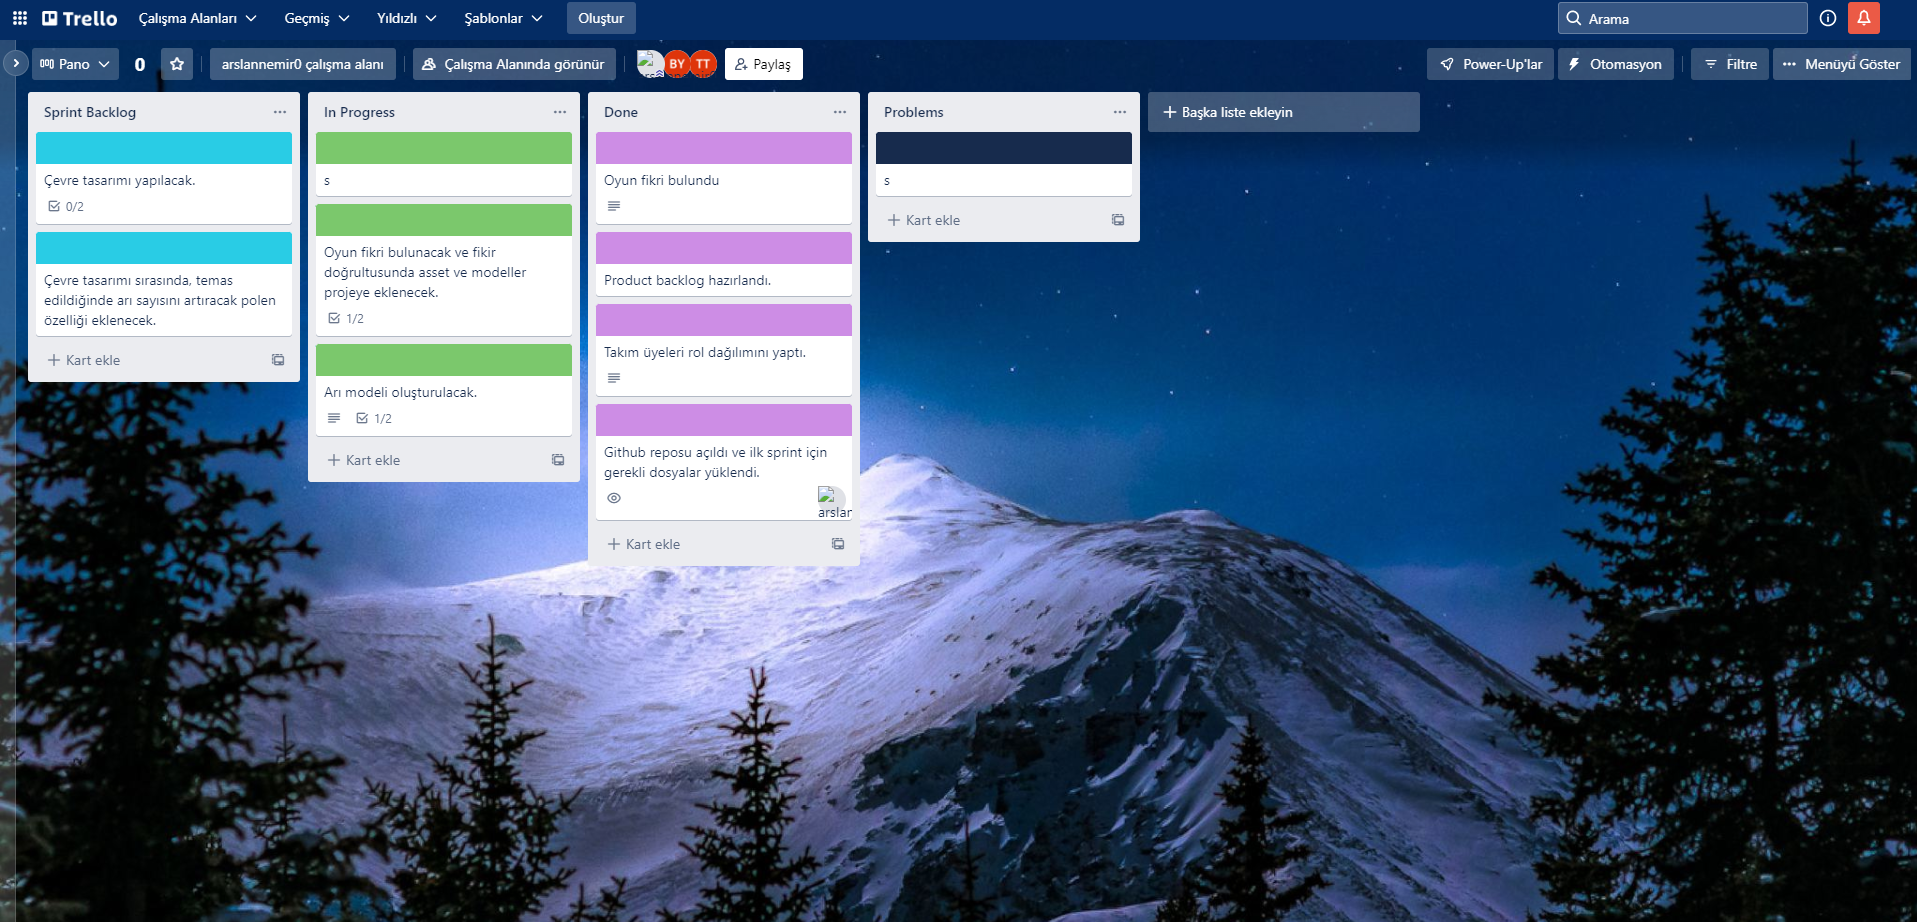 Trello
Çalışma Alanları
Geçmiş
Yıldızlı
Şablonlar
Oluştur
Arama
Pano
0
arslannemir0 çalışma alanı
Çalışma Alanında görünür
BY
TT
Paylaş
Power-Up'lar
Otomasyon
Filtre
Menüyü Göster
Sprint Backlog
Çevre tasarımı yapılacak.
0/2
Çevre tasarımı sırasında, temas
edildiğinde arı sayısını artıracak polen
özelliği eklenecek.
Kart ekle
In Progress
s
Oyun fikri bulunacak ve fikir
doğrultusunda asset ve modeller
projeye eklenecek.
1/2
Arı modeli oluşturulacak.
1/2
Kart ekle
Done
Oyun fikri bulundu
Product backlog hazırlandı.
Takım üyeleri rol dağılımını yaptı.
Github reposu açıldı ve ilk sprint için
gerekli dosyalar yüklendi.
arslan
Kart ekle
Problems
s
Kart ekle
Başka liste ekleyin